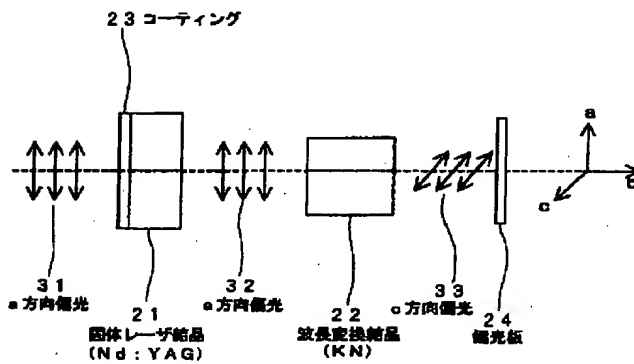 23 コーティング
a
b
c
31
a方向偏光
21
固体レーザ結晶
(Nd:YAG)
32
a方向偏光
22
波長変換結晶
(KN)
33
c方向偏光
24
偏光板